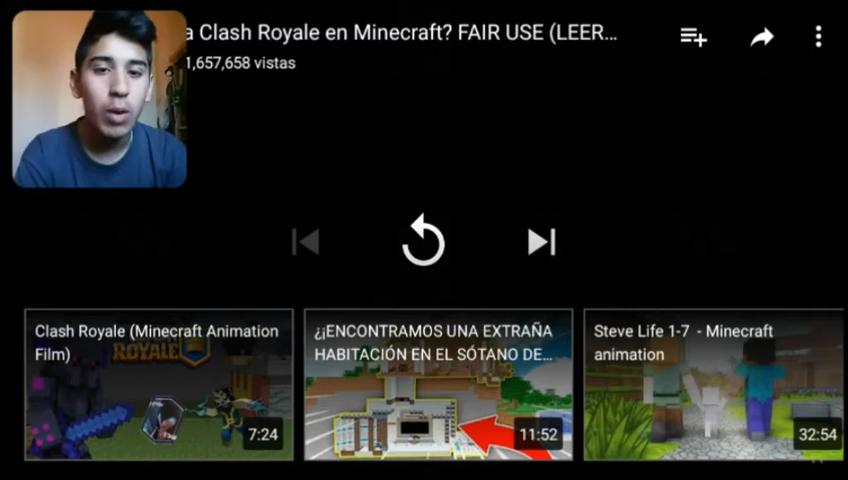 a Clash Royale en Minecraft? FAIR USE (LEER...
1,657,658 vistas
Clash Royale (Minecraft Animation
Film)
ROYALE
7:24
¿¡ENCONTRAMOS UNA EXTRAÑA
HABITACIÓN EN EL SÓTANO DE...
11:52
Steve Life 1-7 - Minecraft
animation
32:54